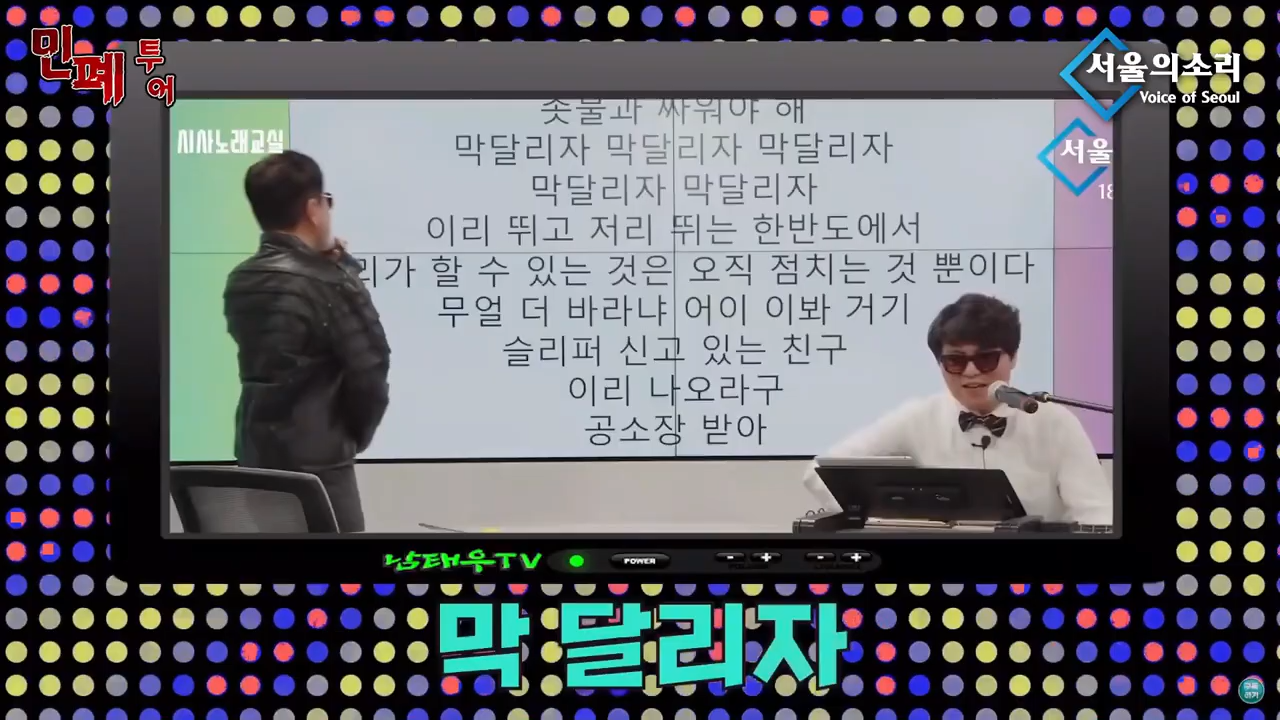 민폐투어
서울의소리
Voice of Seoul
시사노래교실
촛불과 싸워야 해
막달리자 막달리자 막달리자
막달리자 막달리자
이리 뛰고 저리 뛰는 한반도에서
리가 할 수 있는 것은 오직 점치는 것 뿐이다
무얼 더 바라냐 어이 이봐 거기
슬리퍼 신고 있는 친구
이리 나오라구
공소장 받아
서울
18
남태우TV
POWER
- + - +
막 달리자